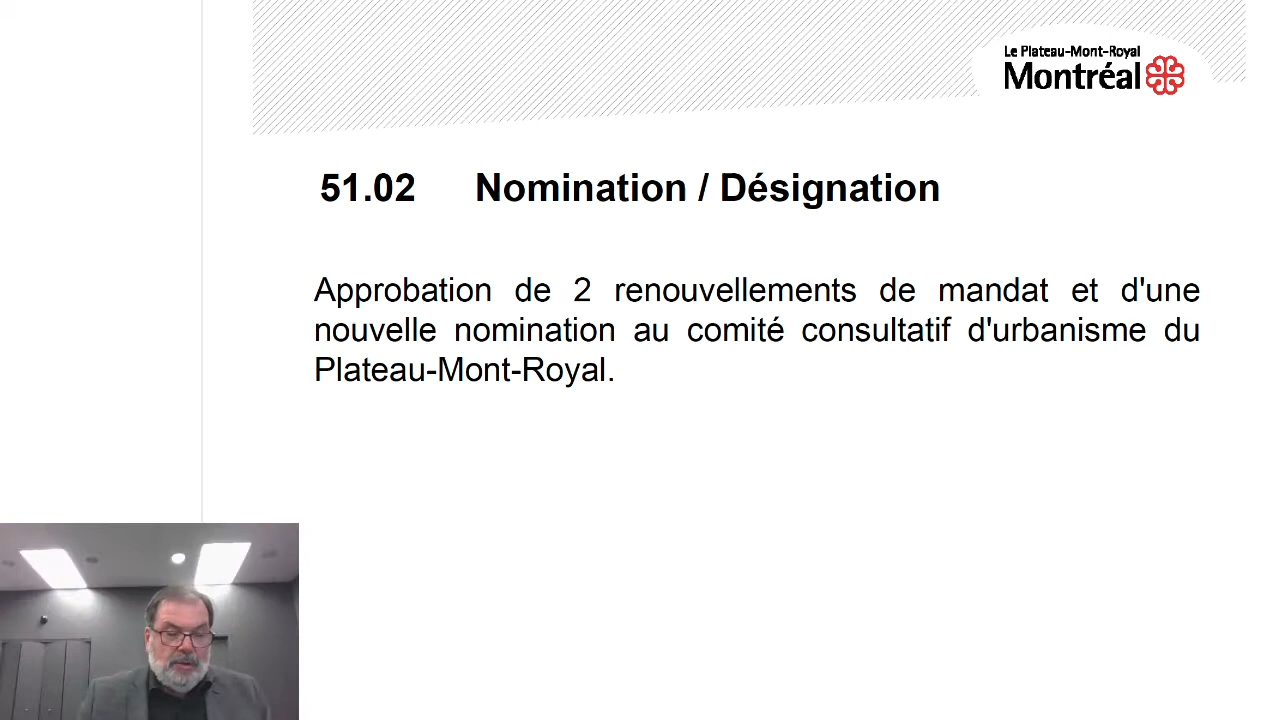 Le Plateau-Mont-Royal
Montréal
51.02 Nomination / Désignation
Approbation de 2 renouvellements de mandat et d'une
nouvelle nomination au comité consultatif d'urbanisme du
Plateau-Mont-Royal.